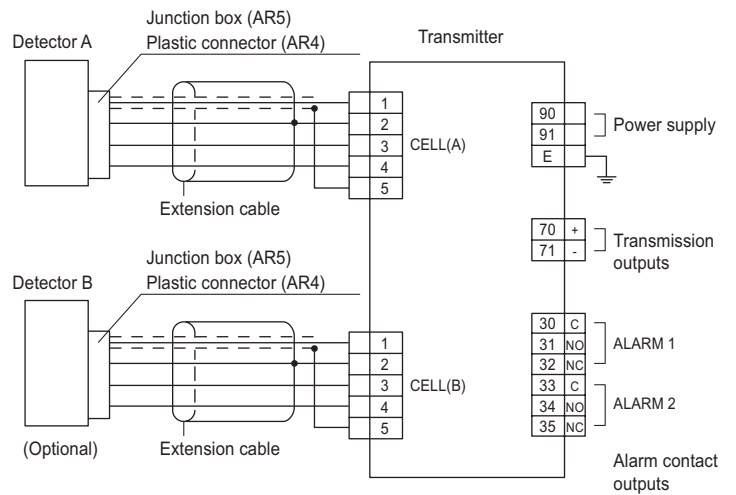 Junction box (AR5)
Detector A
Plastic connector (AR4)
Transmitter
1
2
3
4
5
CELL(A)
Extension cable
90
91
E
Power supply
70 +
71 -
Transmission
outputs
Junction box (AR5)
Detector B
Plastic connector (AR4)
1
2
3
4
5
CELL(B)
(Optional)
Extension cable
30 C
31 NO
32 NC
33 C
34 NO
35 NC
ALARM 1
ALARM 2
Alarm contact
outputs